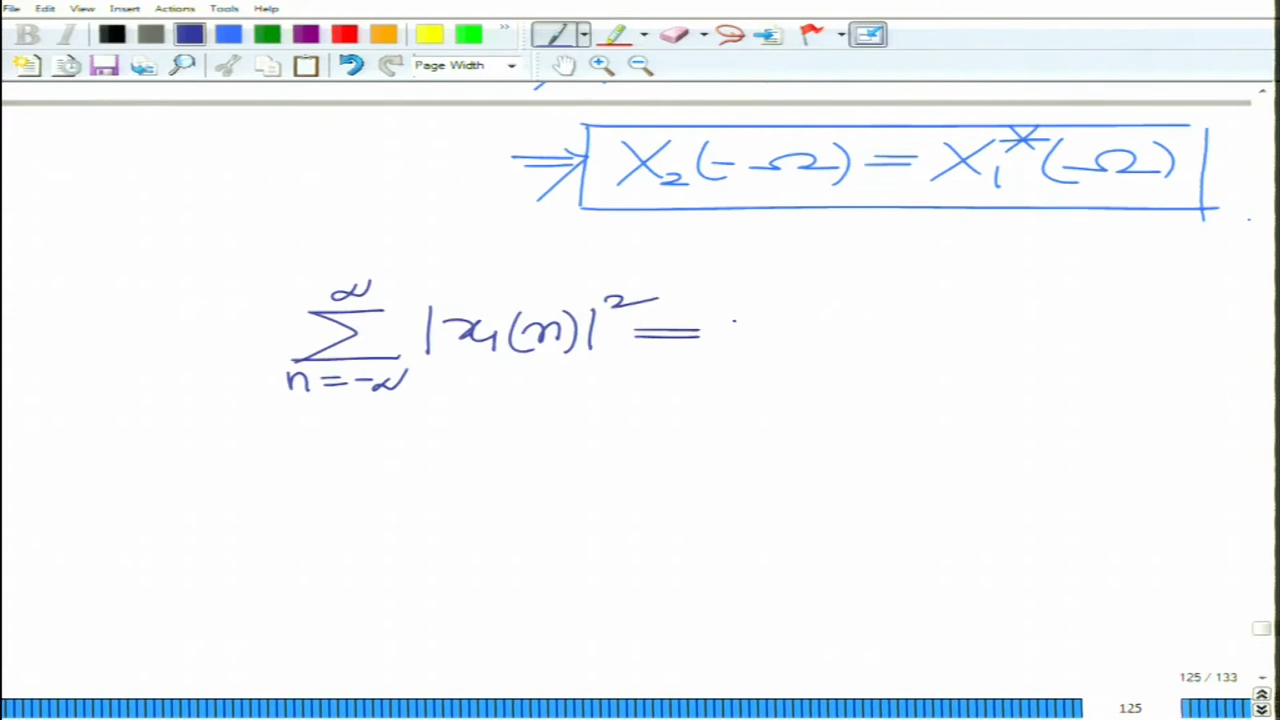 File Edit View Insert Actions Tools Help
B I
Page Width
⇒ X₂(-Ω) = X₁*(-Ω)
∞
∑ |x₁(n)|² =
n=-∞
125 / 133
125